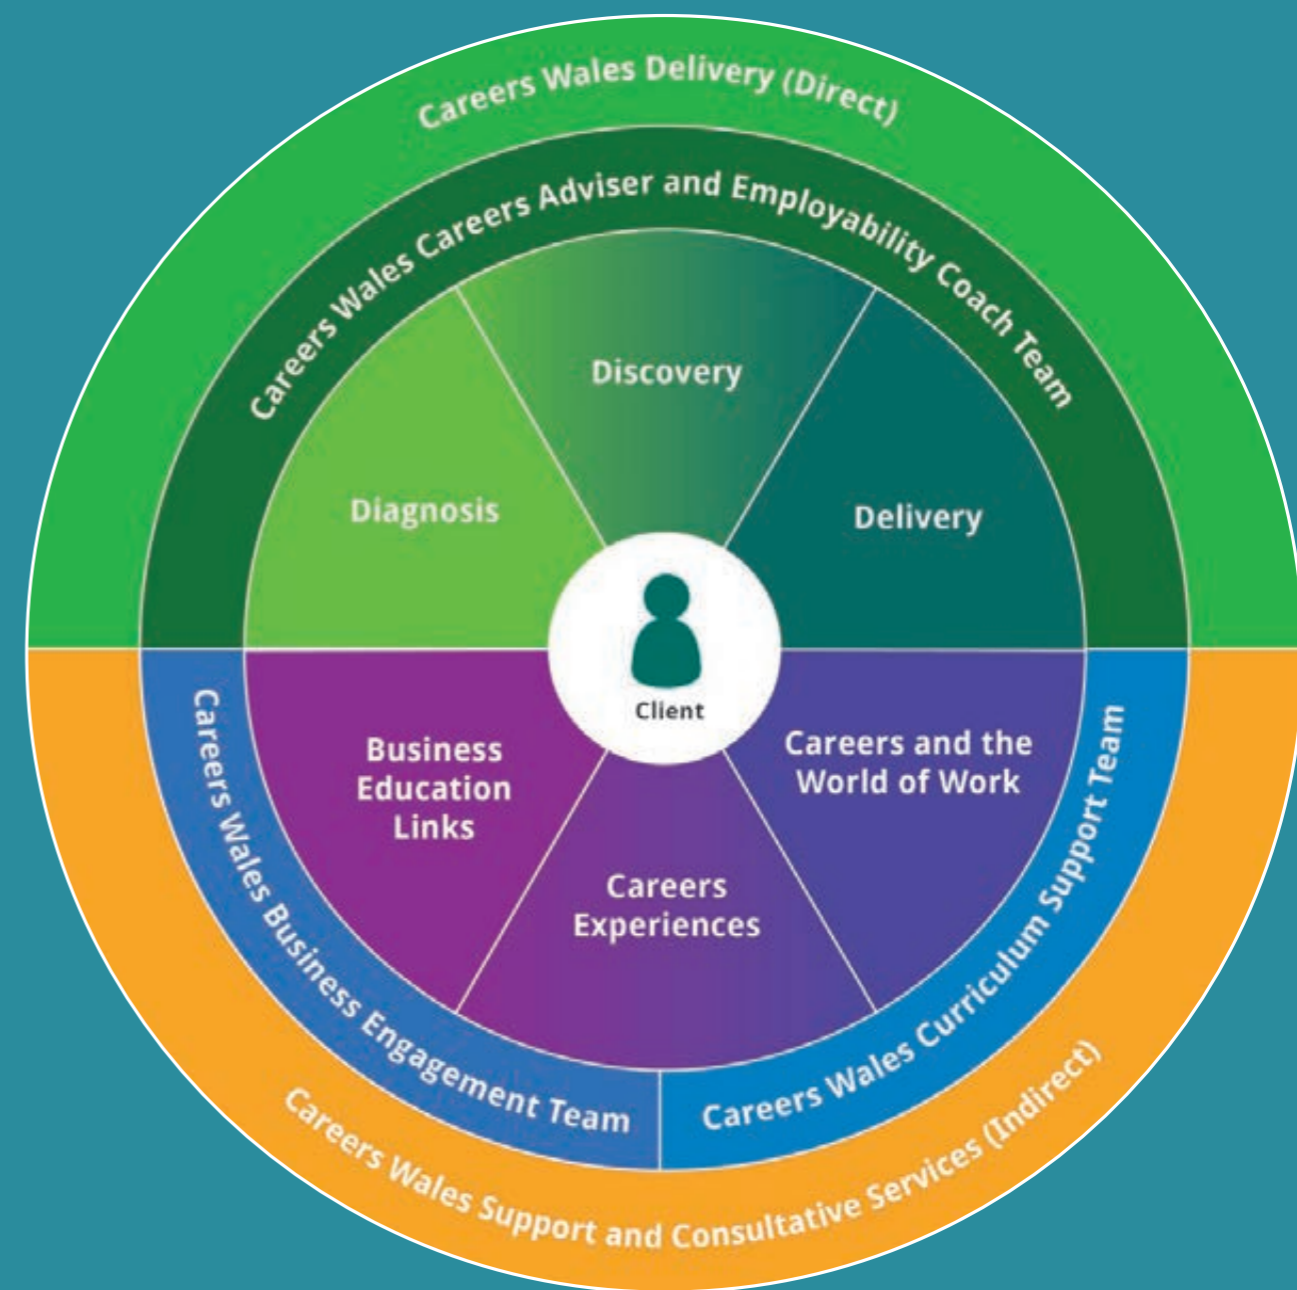 Careers Wales Delivery (Direct)
Careers Wales Careers Adviser and Employability Coach Team
Discovery
Diagnosis
Delivery
Client
Business
Education
Links
Careers and the
World of Work
Careers
Experiences
Careers Wales Business Engagement Team
Careers Wales Curriculum Support Team
Careers Wales Support and Consultative Services (Indirect)